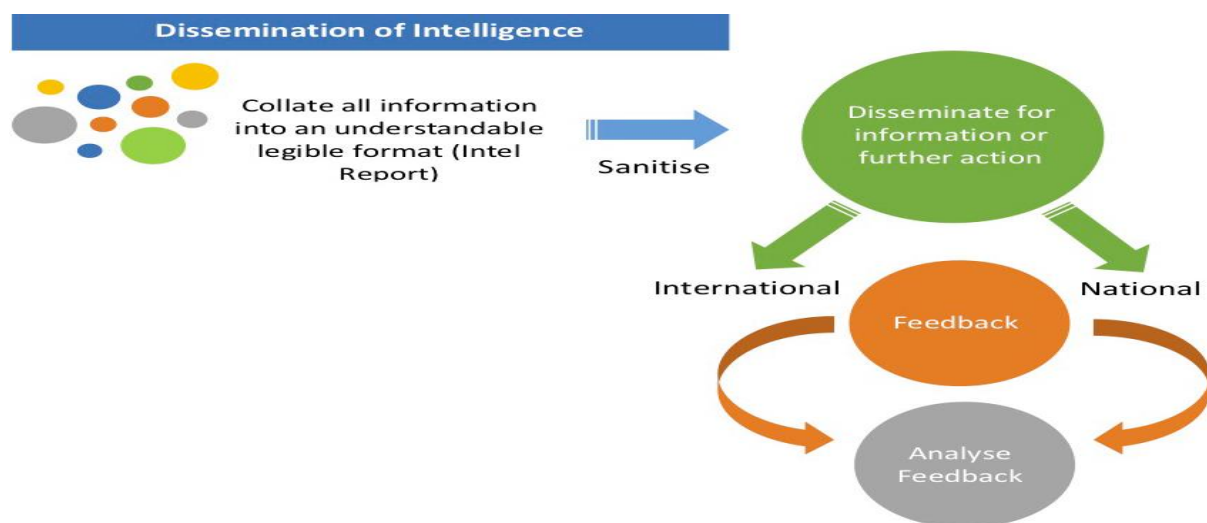 Dissemination of Intelligence
Collate all information
into an understandable
legible format (Intel
Report)
Sanitise
Disseminate for
information or
further action
International
National
Feedback
Analyse
Feedback